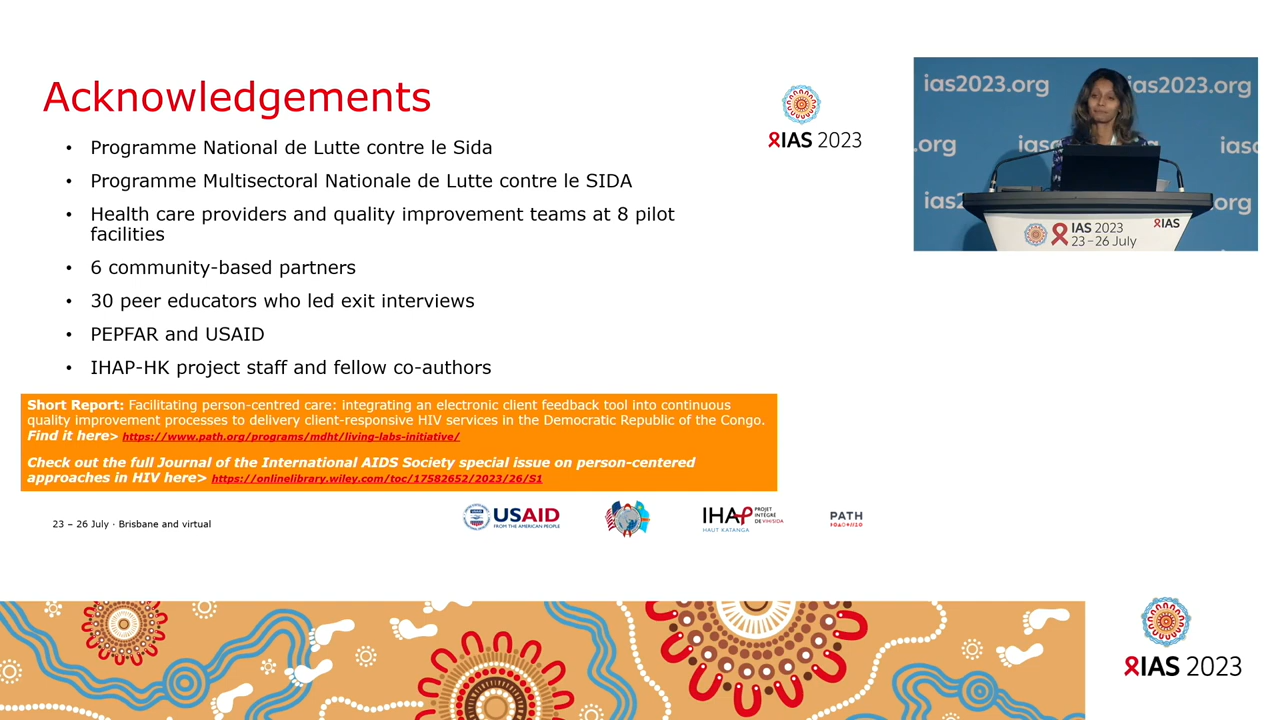 Acknowledgements
• Programme National de Lutte contre le Sida
• Programme Multisectoral Nationale de Lutte contre le SIDA
• Health care providers and quality improvement teams at 8 pilot
facilities
• 6 community-based partners
• 30 peer educators who led exit interviews
• PEPFAR and USAID
• IHAP-HK project staff and fellow co-authors
Short Report: Facilitating person-centred care: integrating an electronic client feedback tool into continuous
quality improvement processes to delivery client-responsive HIV services in the Democratic Republic of the Congo.
Find it here> https://www.path.org/programs/mdht/living-labs-initiative/
Check out the full Journal of the International AIDS Society special issue on person-centered
approaches in HIV here> https://onlinelibrary.wiley.com/toc/17582652/2023/26/S1
23 – 26 July · Brisbane and virtual
USAID
FROM THE AMERICAN PEOPLE
IHAP
HAUT KATANGA
PROJET
INTÉGRÉ
DE VIH/SIDA
PATH
IAS 2023
ias2023.org
ias2023.org
.org
ias
ias2
.org
IAS 2023
23 – 26 July
IAS
IAS 2023